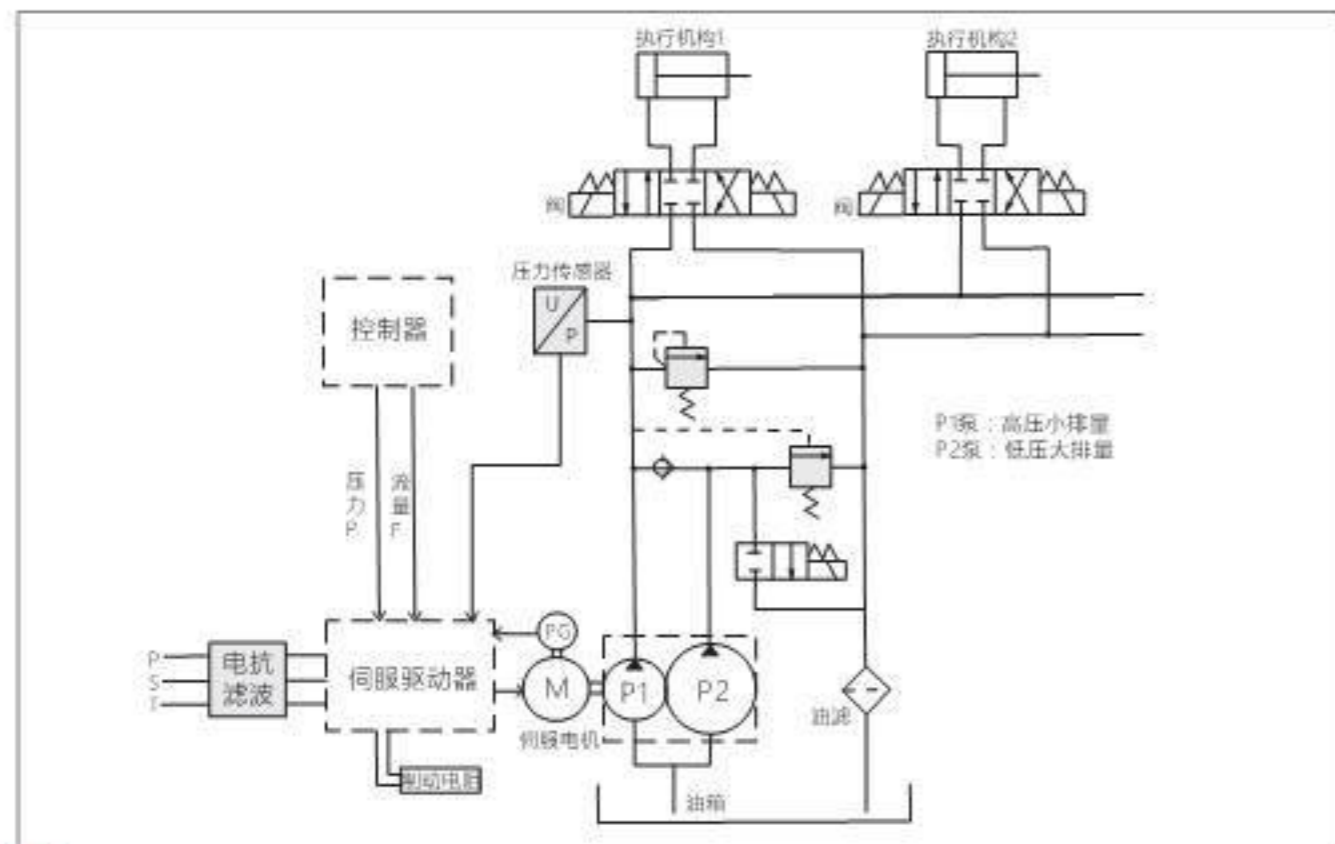 执行机构1
执行机构2
阀
阀
压力传感器
U
P
控制器
P1泵：高压小排量
P2泵：低压大排量
压力P
流量F
PG
P
S
T
电抗滤波
伺服驱动器
M
P1
P2
油滤
伺服电机
制动电阻
油箱